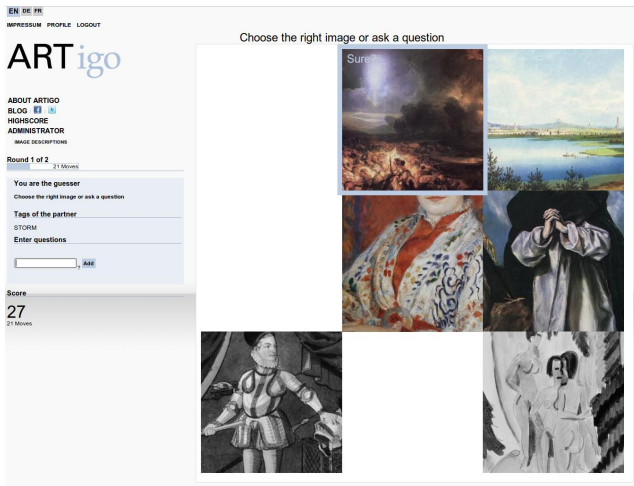 EN DE FR
IMPRESSUM PROFILE LOGOUT
ARTigo
ABOUT ARTIGO
BLOG
HIGHSCORE
ADMINISTRATOR
IMAGE DESCRIPTIONS
Round 1 of 2
21 Moves
You are the guesser
Choose the right image or ask a question
Tags of the partner
STORM
Enter questions
? Add
Score
27
21 Moves
Choose the right image or ask a question
Sure?